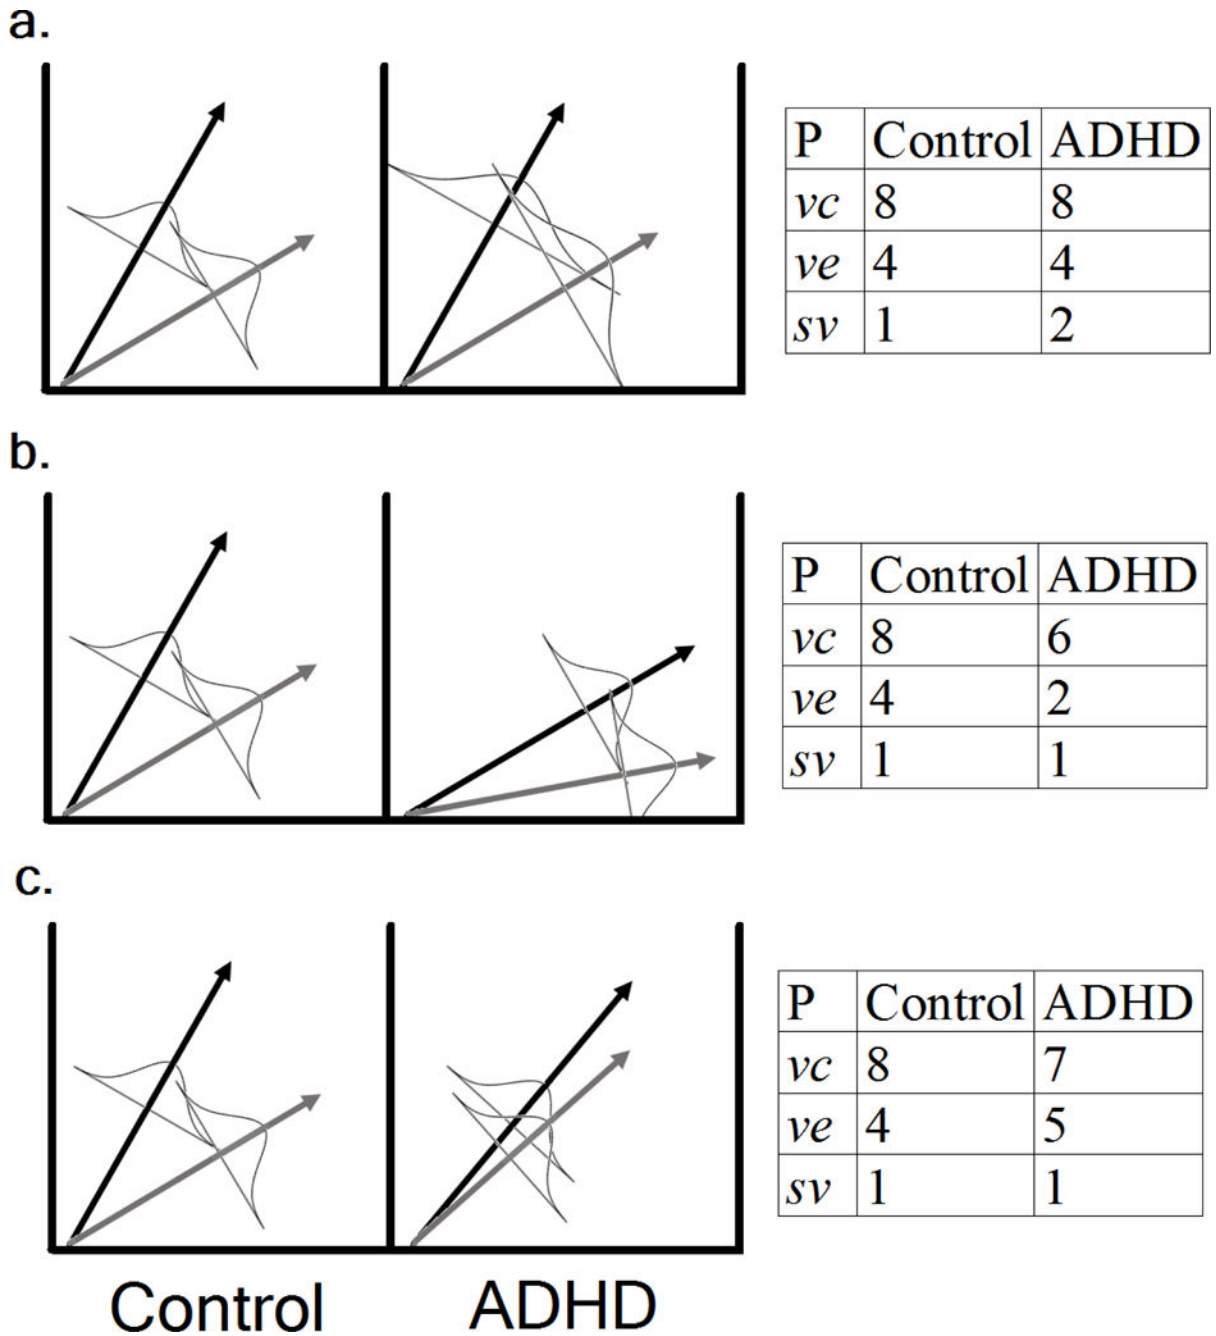 a.
P Control ADHD
vc 8 8
ve 4 4
sv 1 2
b.
P Control ADHD
vc 8 6
ve 4 2
sv 1 1
c.
P Control ADHD
vc 8 7
ve 4 5
sv 1 1
Control ADHD